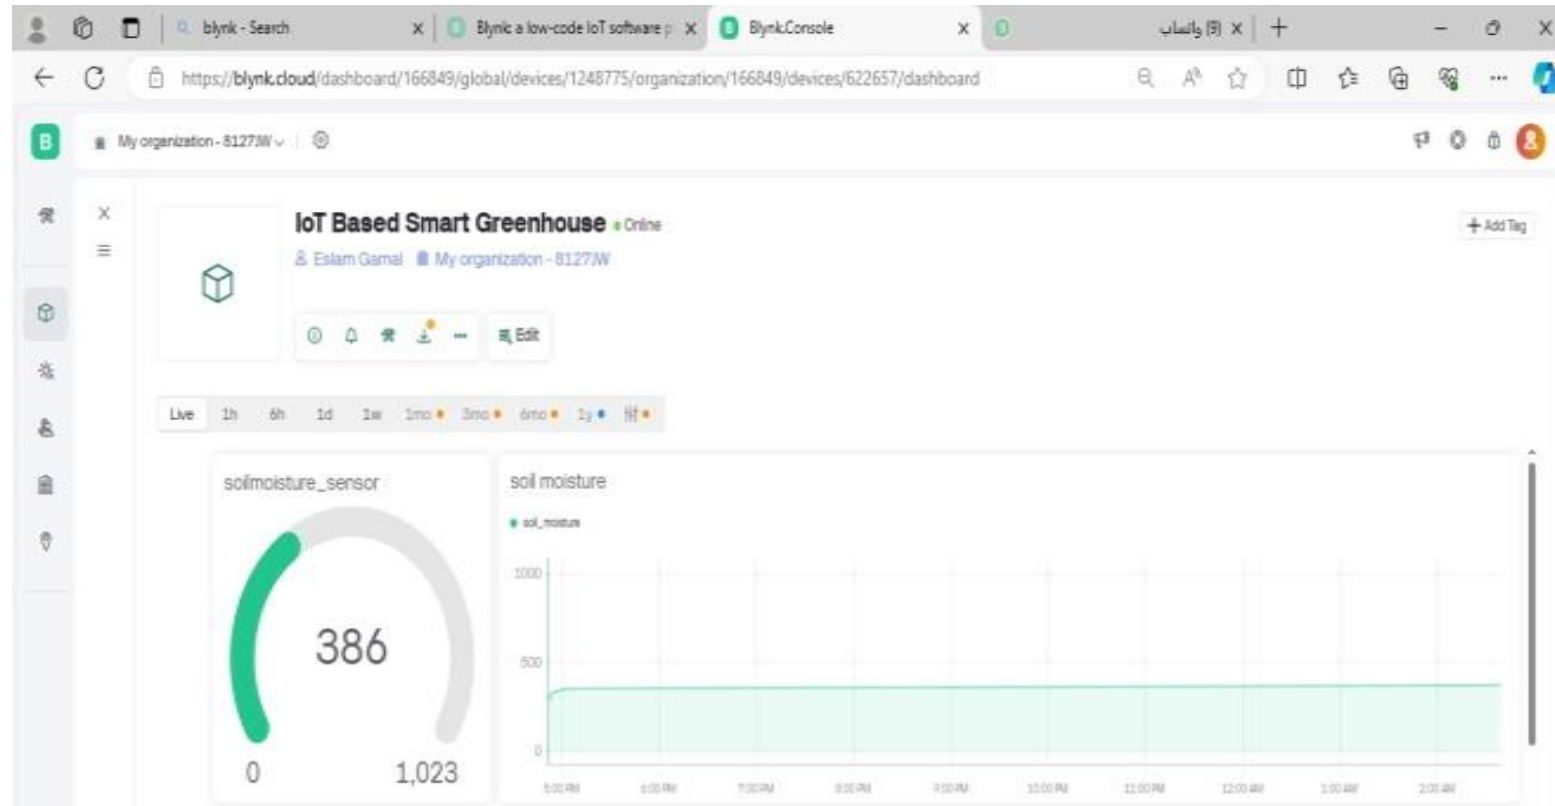 blynk - Search
Blynk: a low-code IoT software p
Blynk.Console
(9) واتساب
https://blynk.cloud/dashboard/166849/global/devices/1248775/organization/166849/devices/622657/dashboard
B
My organization - 8127JW
IoT Based Smart Greenhouse
Online
Add Tag
Eslam Gamal
My organization - 8127JW
Edit
Live 1h 6h 1d 1w 1mo 3mo 6mo 1y
soilmoisture_sensor
386
0
1,023
soil moisture
soil_moisture
1000
500
0
5:00 PM 6:00 PM 7:00 PM 8:00 PM 9:00 PM 10:00 PM 11:00 PM 12:00 AM 1:00 AM 2:00 AM